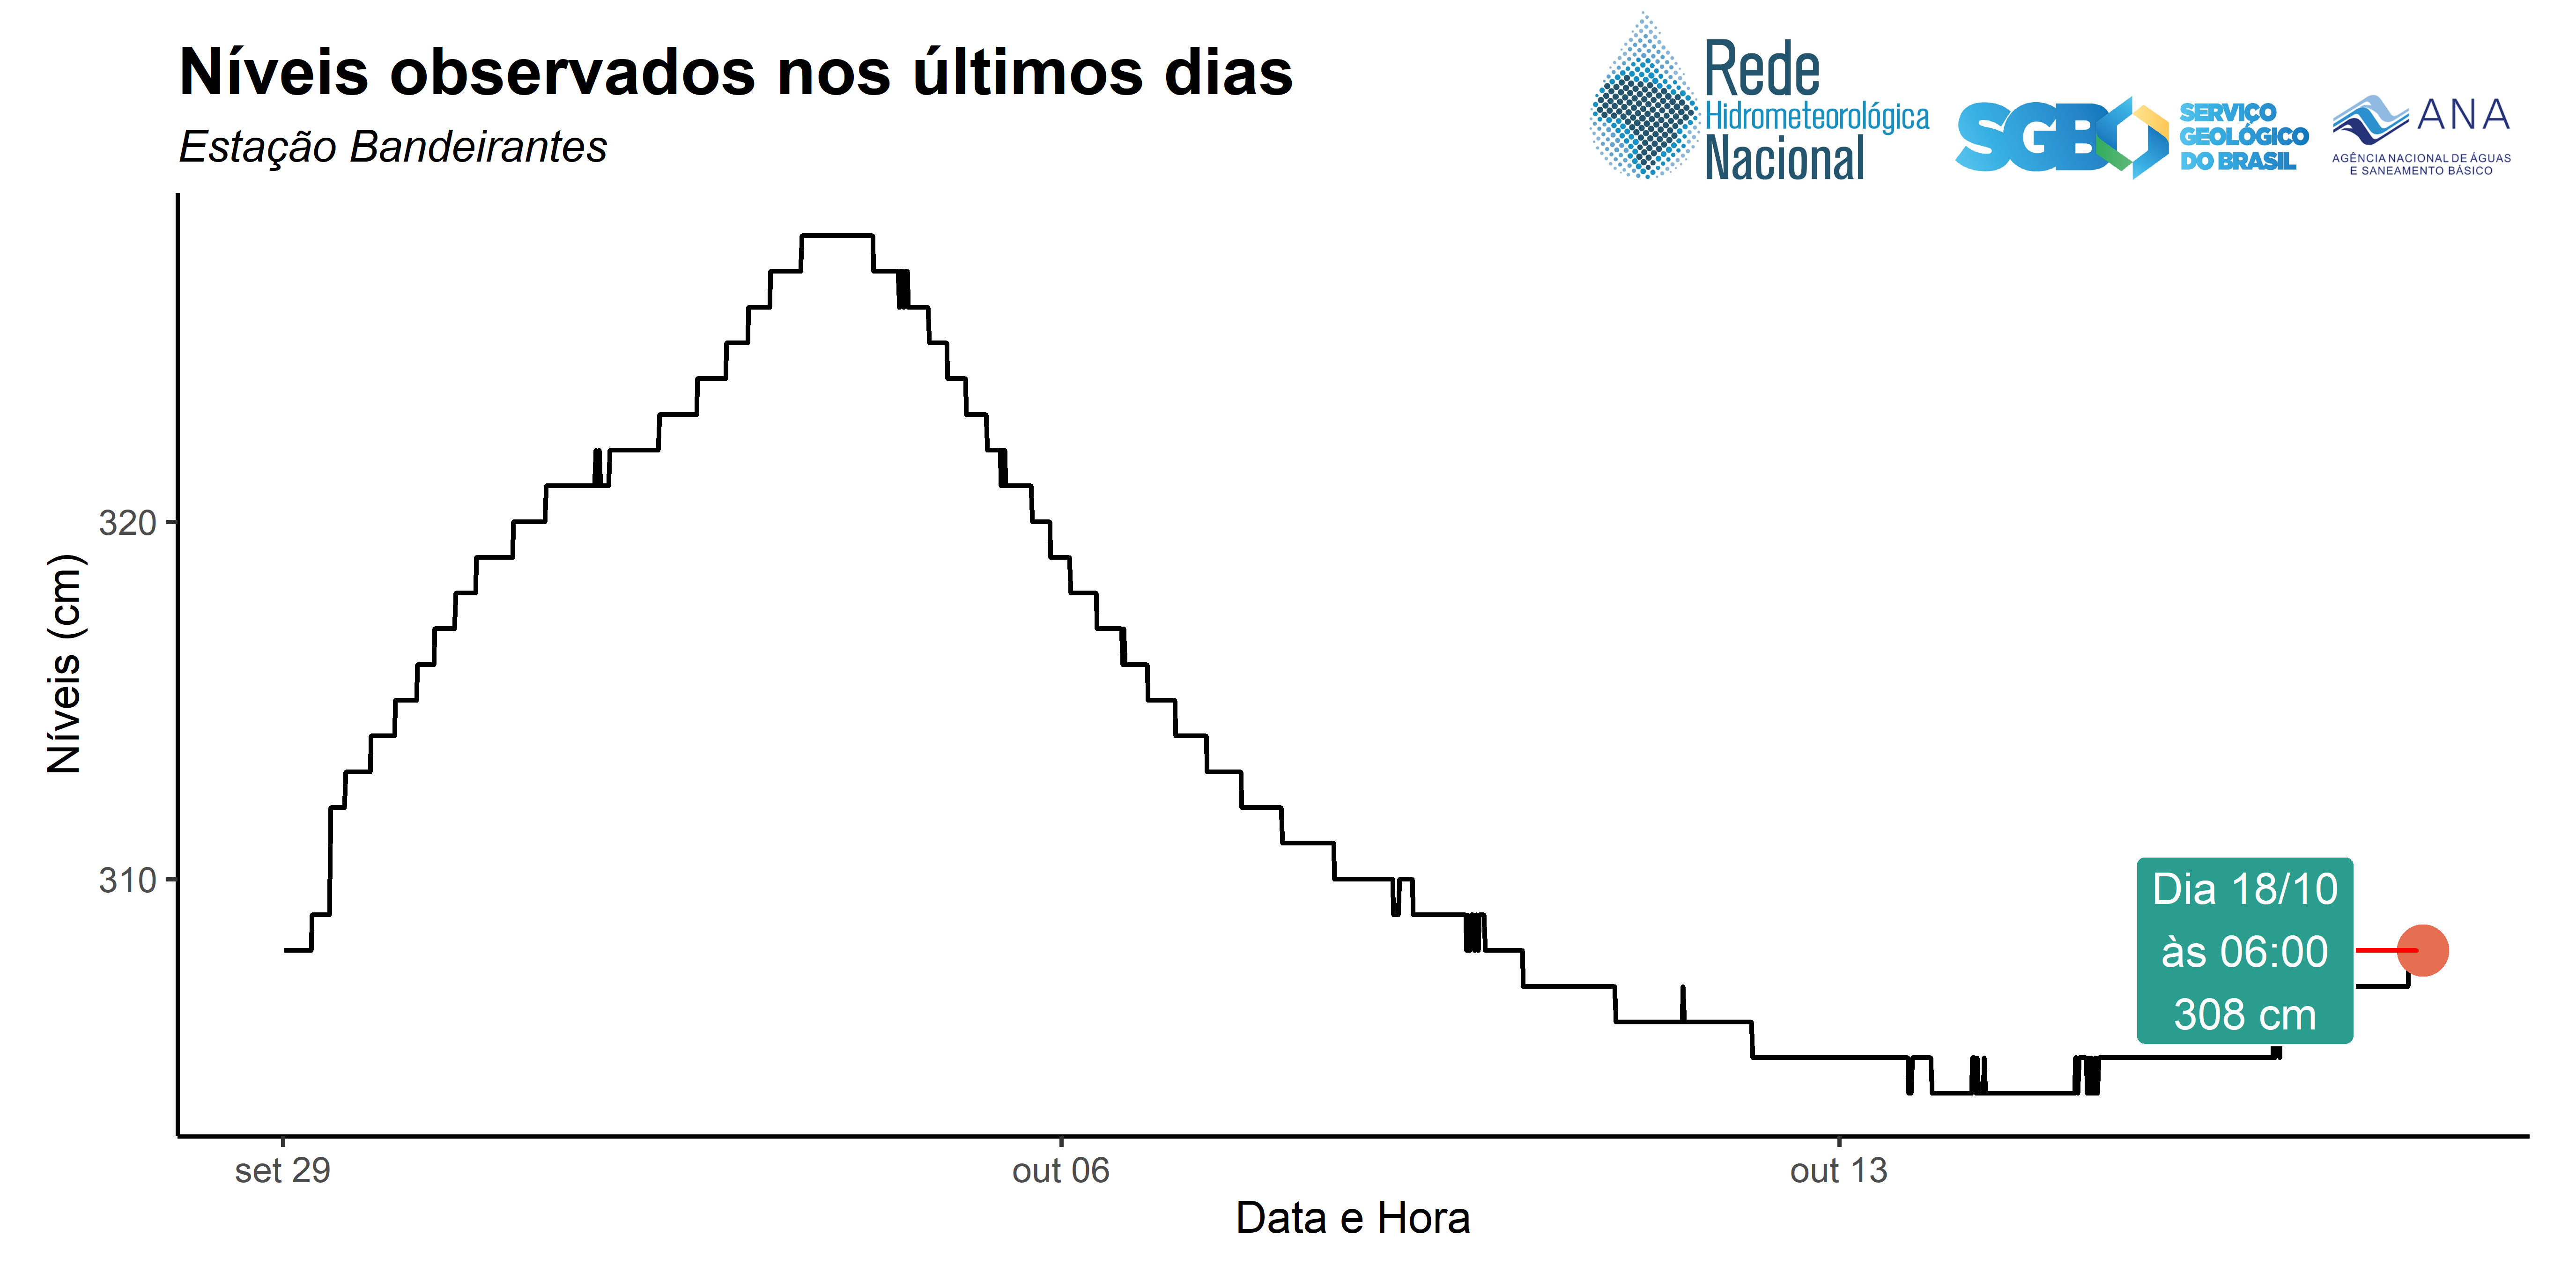 Níveis observados nos últimos dias
Estação Bandeirantes
Rede
Hidrometeorológica
Nacional
SGB
SERVIÇO
GEOLÓGICO
DO BRASIL
ANA
AGÊNCIA NACIONAL DE ÁGUAS
E SANEAMENTO BÁSICO
Níveis (cm)
320
310
Dia 18/10
às 06:00
308 cm
set 29
out 06
out 13
Data e Hora